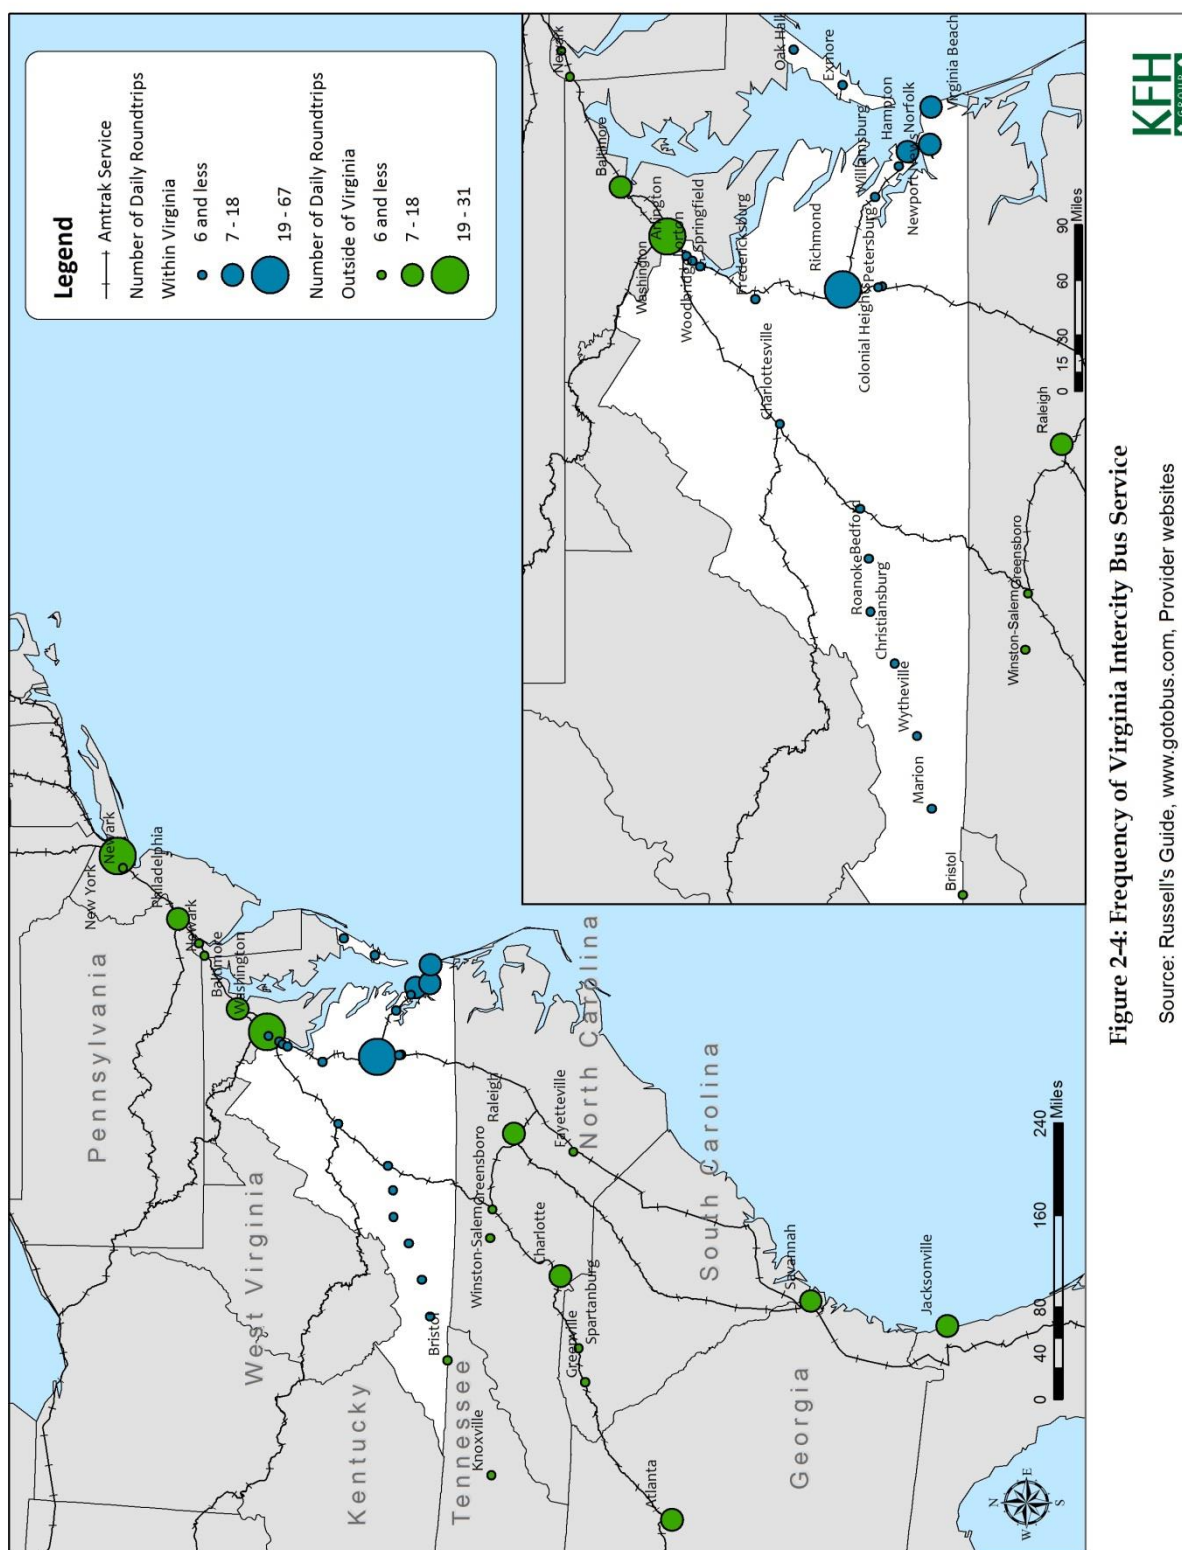 Legend
Amtrak Service
Number of Daily Roundtrips
Within Virginia
6 and less
7 - 18
19 - 67
Number of Daily Roundtrips
Outside of Virginia
6 and less
7 - 18
19 - 31
Pennsylvania
West Virginia
Kentucky
Tennessee
North Carolina
South Carolina
Georgia
New York
Newark
Philadelphia
Newark
Baltimore
Washington
Bristol
Knoxville
Winston-Salem
Greensboro
Raleigh
Fayetteville
Charlotte
Greenville
Spartanburg
Atlanta
Savannah
Jacksonville
N
W
E
S
0 40 80 160 240
Miles
Newark
Baltimore
Washington
Arlington
Lorton
Springfield
Woodbridge
Fredericksburg
Charlottesville
Richmond
Colonial Heights
Petersburg
Williamsburg
Newport News
Hampton
Norfolk
Virginia Beach
Oak Hall
Exmore
Bedford
Roanoke
Christiansburg
Wytheville
Marion
Bristol
Winston-Salem
Greensboro
Raleigh
0 15 30 60 90
Miles
Figure 2-4: Frequency of Virginia Intercity Bus Service
Source: Russell's Guide, www.gotobus.com, Provider websites
KFH
GROUP